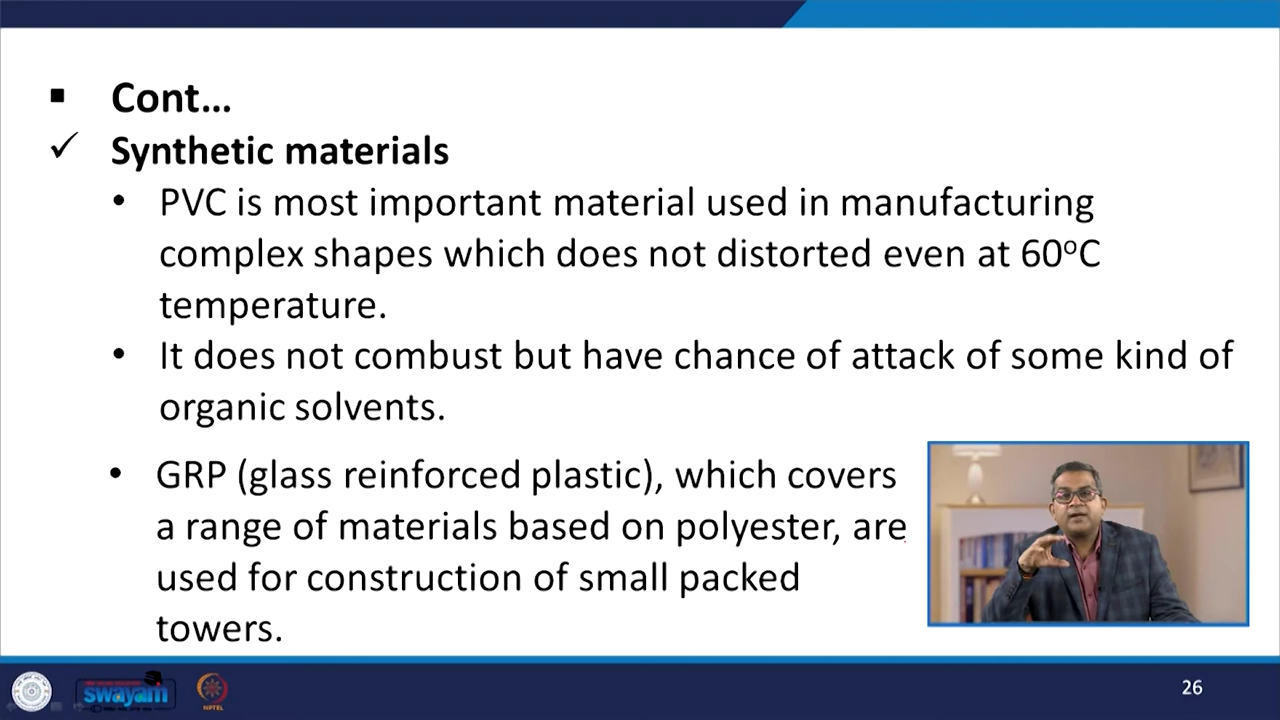 ▪ Cont…
✓ Synthetic materials
• PVC is most important material used in manufacturing
complex shapes which does not distorted even at 60°C
temperature.
• It does not combust but have chance of attack of some kind of
organic solvents.
• GRP (glass reinforced plastic), which covers
a range of materials based on polyester, are
used for construction of small packed
towers.
swayam
NPTEL
26